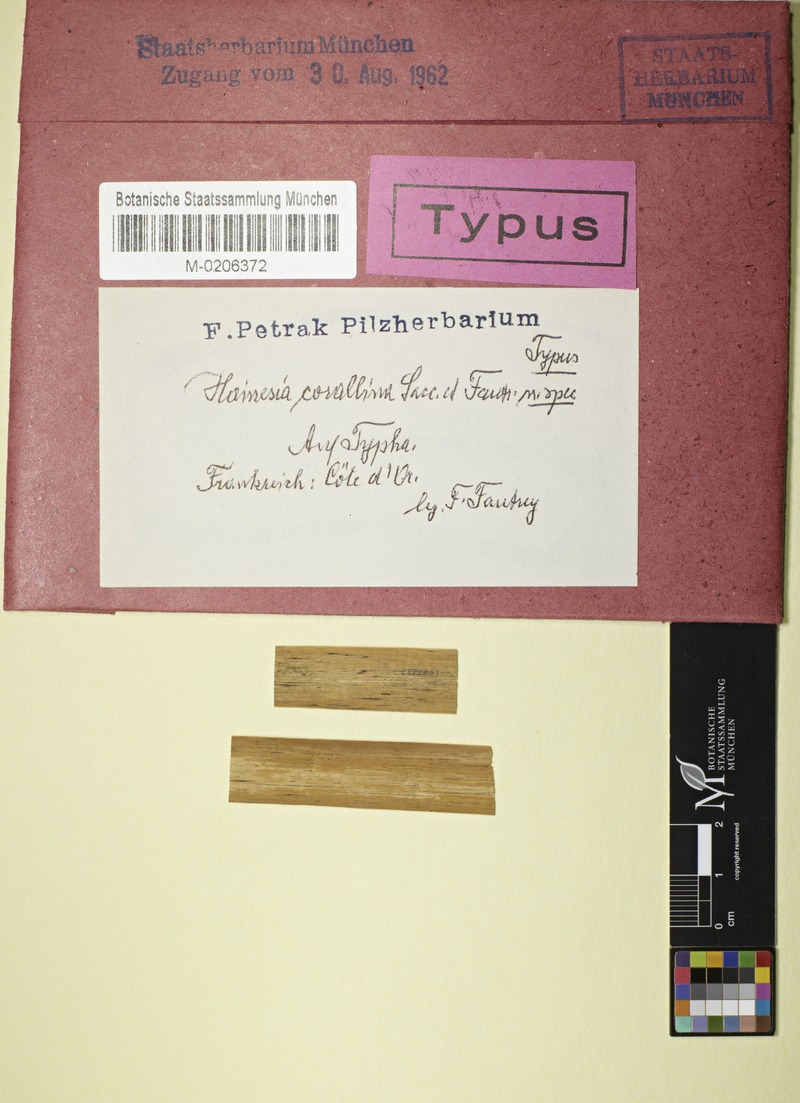 Staatsherbarium München
Zugang vom 30. Aug. 1962
STAATS-
HERBARIUM
MÜNCHEN
Botanische Staatssammlung München
M-0206372
Typus
F. Petrak Pilzherbarium
Typus
Hainesia corallina Sacc. et Fautr. n. spec
Auf Typha.
Frankreich: Côte d'Or.
leg. F. Fautrey
BOTANISCHE
STAATSSAMMLUNG
MÜNCHEN
M
0 1 2
cm
copyright reserved